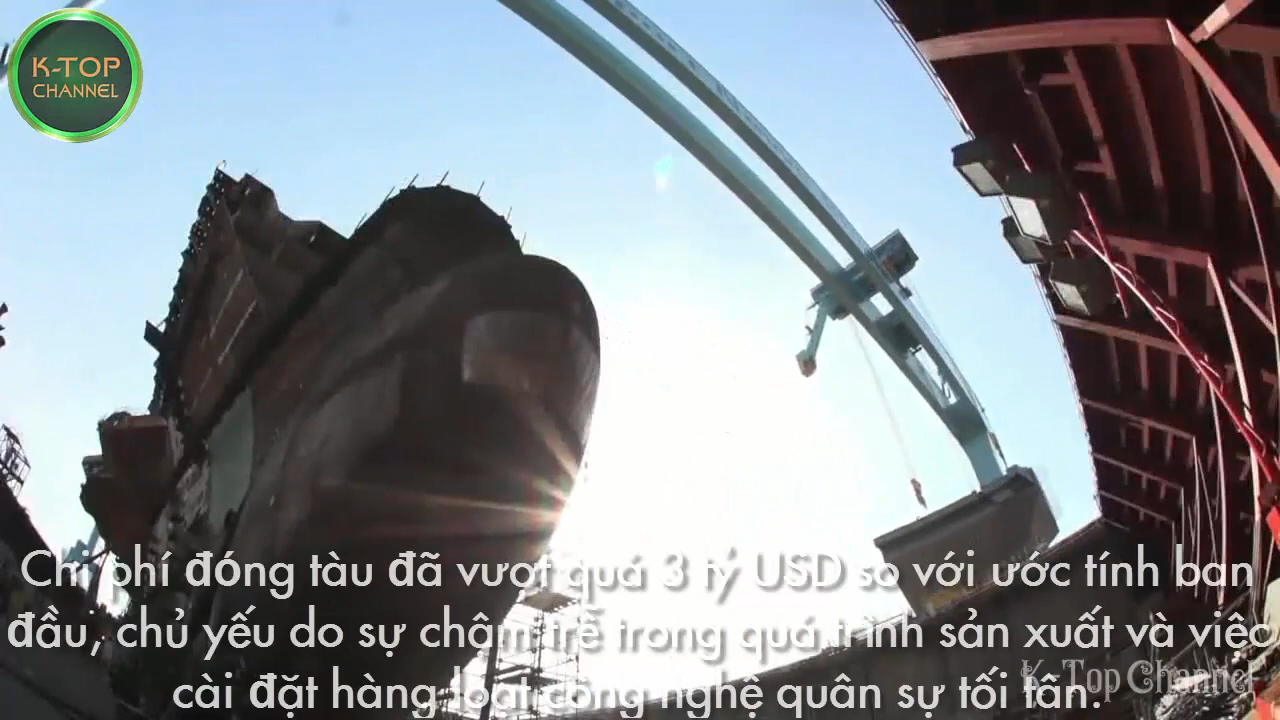 K-TOP
CHANNEL
Chi phí đóng tàu đã vượt quá 3 tỷ USD so với ước tính ban
đầu, chủ yếu do sự chậm trễ trong quá trình sản xuất và việc
cài đặt hàng loạt công nghệ quân sự tối tân.
K-Top Channel